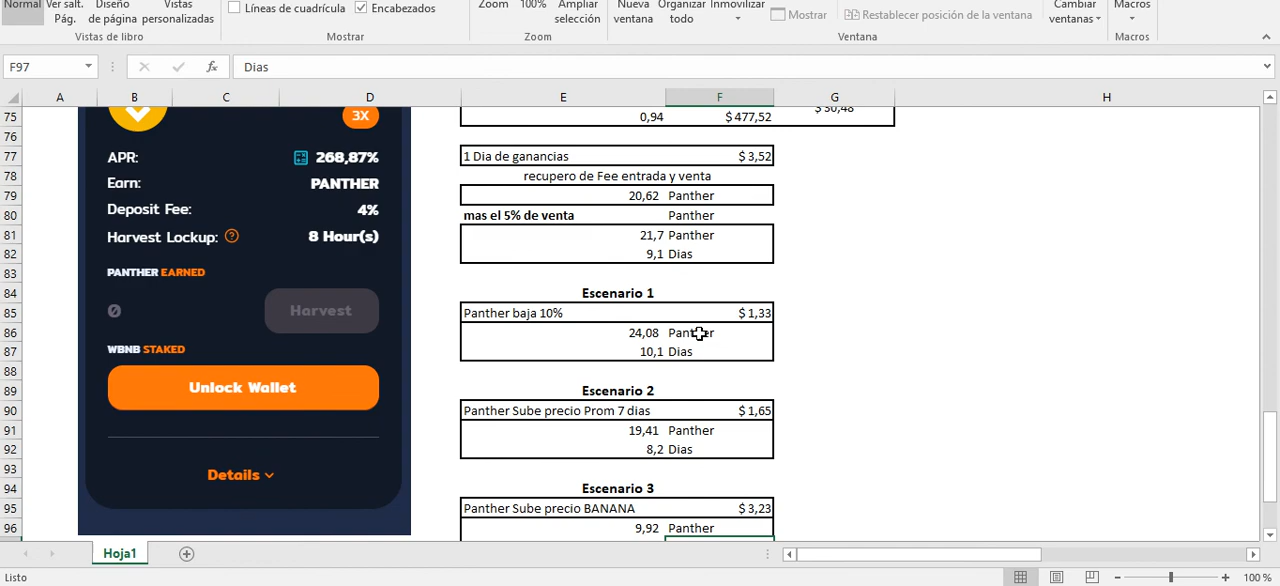 Normal Ver salt. Diseño Vistas
Pág. de página personalizadas
Vistas de libro
Líneas de cuadrícula Encabezados
Mostrar
Zoom 100% Ampliar
selección
Zoom
Nueva Organizar Inmovilizar
ventana todo
Mostrar
Restablecer posición de la ventana
Cambiar
ventanas
Ventana
Macros
Macros
F97 fx Dias
A B C D E F G H
75 0,94 $ 477,52 $ 30,48
76
77 1 Dia de ganancias $ 3,52
78 recupero de Fee entrada y venta
79 20,62 Panther
80 mas el 5% de venta Panther
81 21,7 Panther
82 9,1 Dias
83
84 Escenario 1
85 Panther baja 10% $ 1,33
86 24,08 Panther
87 10,1 Dias
88
89 Escenario 2
90 Panther Sube precio Prom 7 dias $ 1,65
91 19,41 Panther
92 8,2 Dias
93
94 Escenario 3
95 Panther Sube precio BANANA $ 3,23
96 9,92 Panther
3X
APR: 268,87%
Earn: PANTHER
Deposit Fee: 4%
Harvest Lockup: ? 8 Hour(s)
PANTHER EARNED
0 Harvest
WBNB STAKED
Unlock Wallet
Details
Hoja1
Listo
100 %